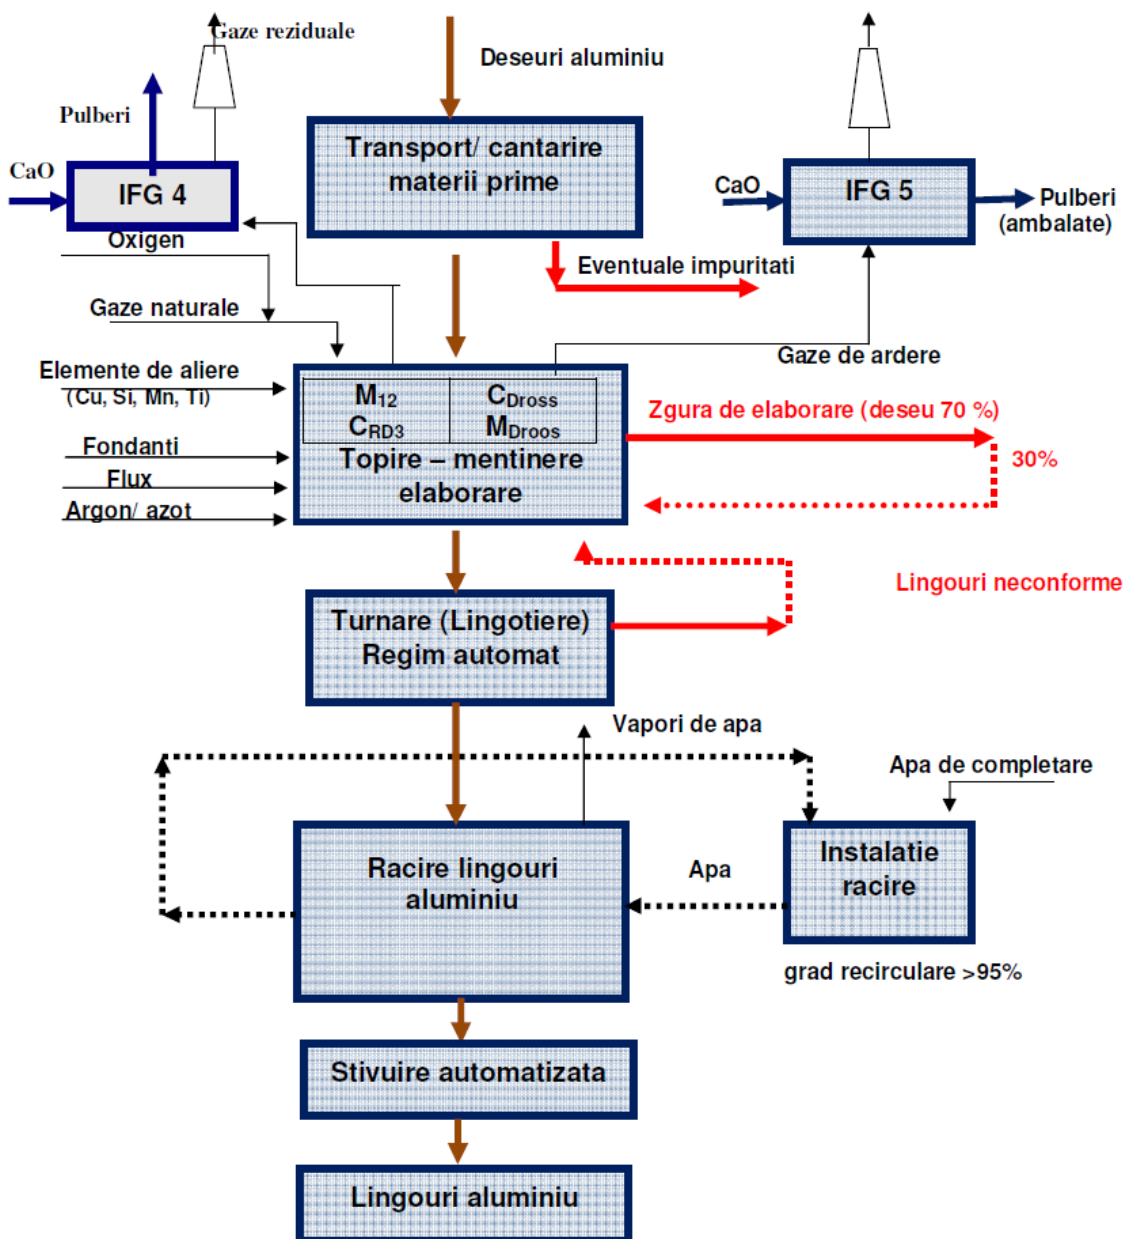 Gaze reziduale
Deseuri aluminiu
Pulberi
Transport/ cantarire
materii prime
CaO
IFG 4
CaO
IFG 5
Pulberi
(ambalate)
Oxigen
Eventuale impuritati
Gaze naturale
Gaze de ardere
Elemente de aliere
(Cu, Si, Mn, Ti)
M12
CDross
CRD3
MDroos
Topire – mentinere
elaborare
Zgura de elaborare (deseu 70 %)
30%
Fondanti
Flux
Argon/ azot
Lingouri neconforme
Turnare (Lingotiere)
Regim automat
Vapori de apa
Apa de completare
Racire lingouri
aluminiu
Apa
Instalatie
racire
grad recirculare >95%
Stivuire automatizata
Lingouri aluminiu